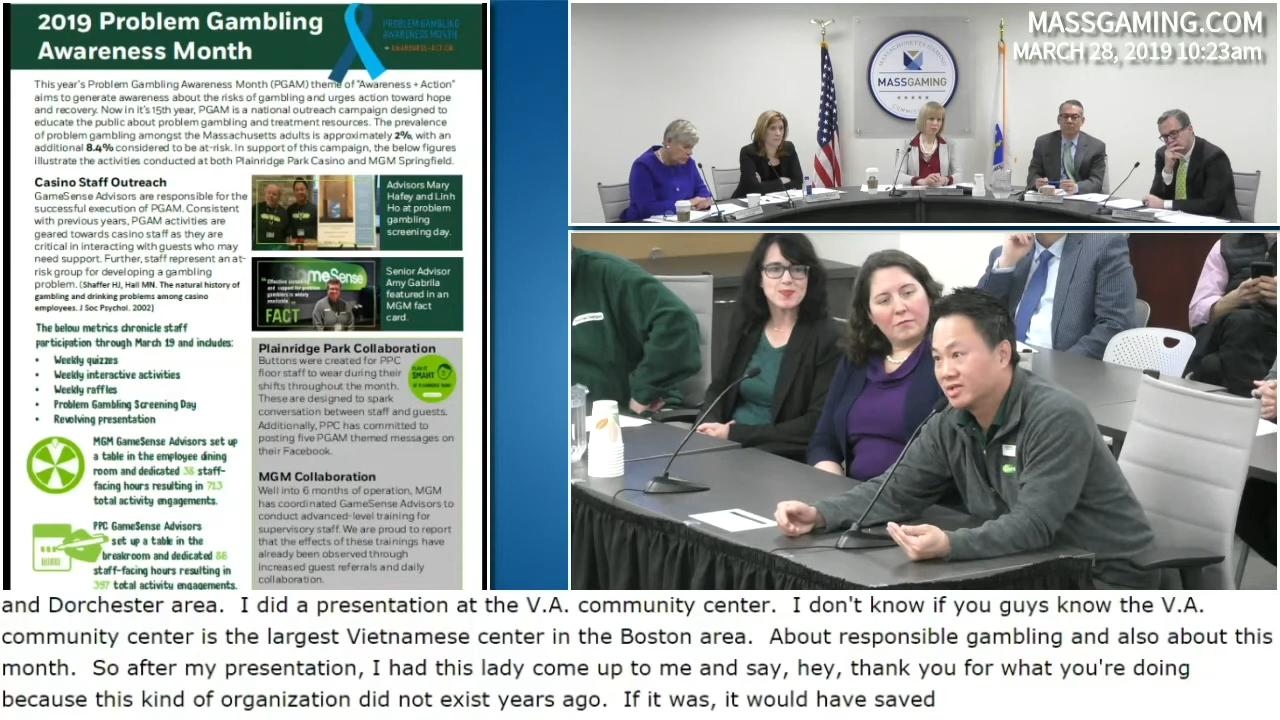 2019 Problem Gambling
Awareness Month
PROBLEM GAMBLING
AWARENESS MONTH
AWARENESS+ACTION
This year's Problem Gambling Awareness Month (PGAM) theme of "Awareness + Action"
aims to generate awareness about the risks of gambling and urges action toward hope
and recovery. Now in it's 15th year, PGAM is a national outreach campaign designed to
educate the public about problem gambling and treatment resources. The prevalence
of problem gambling amongst the Massachusetts adults is approximately 2%, with an
additional 8.4% considered to be at-risk. In support of this campaign, the below figures
illustrate the activities conducted at both Plainridge Park Casino and MGM Springfield.
Casino Staff Outreach
GameSense Advisors are responsible for the
successful execution of PGAM. Consistent
with previous years, PGAM activities are
geared towards casino staff as they are
critical in interacting with guests who may
need support. Further, staff represent an at-
risk group for developing a gambling
problem. (Shaffer HJ, Hall MN. The natural history of
gambling and drinking problems among casino
employees. J Soc Psychol. 2002)
The below metrics chronicle staff
participation through March 19 and includes:
• Weekly quizzes
• Weekly interactive activities
• Weekly raffles
• Problem Gambling Screening Day
• Revolving presentation
MGM GameSense Advisors set up
a table in the employee dining
room and dedicated 38 staff-
facing hours resulting in 713
total activity engagements.
PPC GameSense Advisors
set up a table in the
breakroom and dedicated 86
staff-facing hours resulting in
397 total activity engagements.
Advisors Mary
Hafey and Linh
Ho at problem
gambling
screening day.
GameSense
FACT
Senior Advisor
Amy Gabrila
featured in an
MGM fact
card.
Plainridge Park Collaboration
Buttons were created for PPC
floor staff to wear during their
shifts throughout the month.
These are designed to spark
conversation between staff and guests.
Additionally, PPC has committed to
posting five PGAM themed messages on
their Facebook.
SMART
MGM Collaboration
Well into 6 months of operation, MGM
has coordinated GameSense Advisors to
conduct advanced-level training for
supervisory staff. We are proud to report
that the effects of these trainings have
already been observed through
increased guest referrals and daily
collaboration.
MASSGAMING.COM
MARCH 28, 2019 10:23am
MASSACHUSETTS GAMING
MASSGAMING
COMMISSION
and Dorchester area. I did a presentation at the V.A. community center. I don't know if you guys know the V.A.
community center is the largest Vietnamese center in the Boston area. About responsible gambling and also about this
month. So after my presentation, I had this lady come up to me and say, hey, thank you for what you're doing
because this kind of organization did not exist years ago. If it was, it would have saved